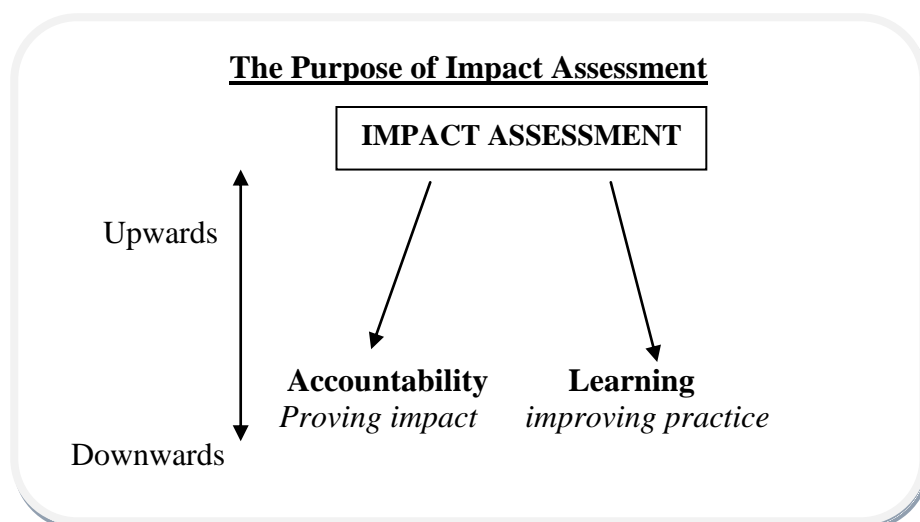 The Purpose of Impact Assessment
IMPACT ASSESSMENT
Upwards
Accountability Learning
Proving impact improving practice
Downwards